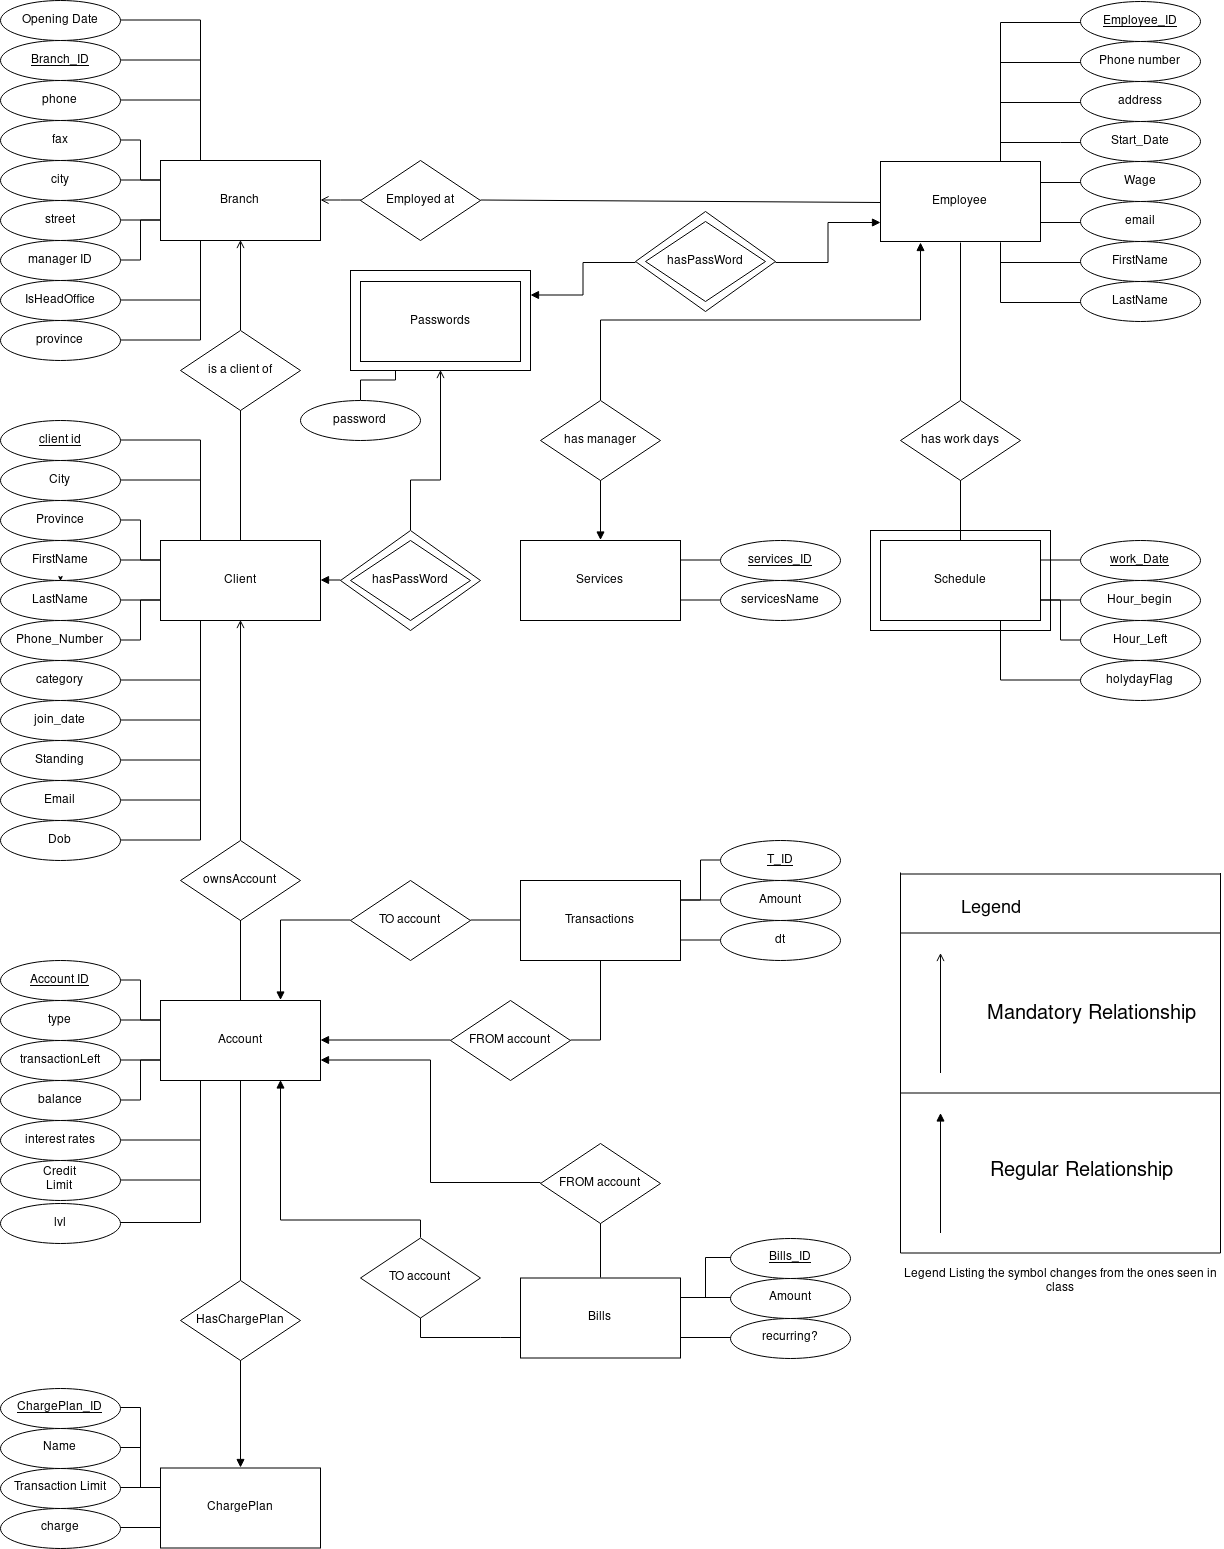 Opening Date
Branch_ID
phone
fax
city
street
manager ID
IsHeadOffice
province
Branch
Employed at
Employee
Employee_ID
Phone number
address
Start_Date
Wage
email
FirstName
LastName
hasPassWord
Passwords
password
is a client of
has manager
has work days
client id
City
Province
FirstName
LastName
Phone_Number
category
join_date
Standing
Email
Dob
Client
hasPassWord
Services
services_ID
servicesName
Schedule
work_Date
Hour_begin
Hour_Left
holydayFlag
ownsAccount
TO account
Transactions
T_ID
Amount
dt
Account ID
type
transactionLeft
balance
interest rates
Credit
Limit
lvl
Account
FROM account
FROM account
TO account
Bills
Bills_ID
Amount
recurring?
HasChargePlan
ChargePlan_ID
Name
Transaction Limit
charge
ChargePlan
Legend
Mandatory Relationship
Regular Relationship
Legend Listing the symbol changes from the ones seen in
class